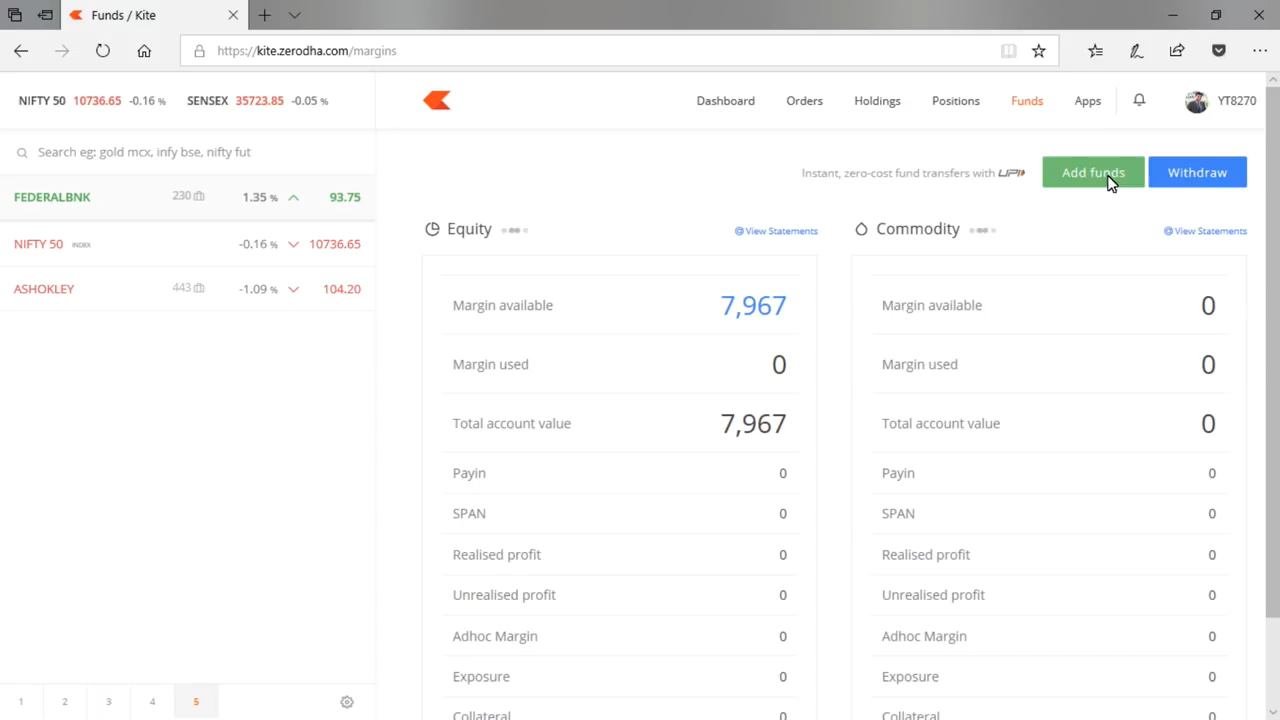 Funds / Kite
https://kite.zerodha.com/margins
NIFTY 50 10736.65 -0.16 % SENSEX 35723.85 -0.05 %
Dashboard Orders Holdings Positions Funds Apps YT8270
Search eg: gold mcx, infy bse, nifty fut
Instant, zero-cost fund transfers with UPI Add funds Withdraw
FEDERALBNK 230 1.35 % 93.75
NIFTY 50 INDEX -0.16 % 10736.65
ASHOKLEY 443 -1.09 % 104.20
Equity View Statements
Margin available 7,967
Margin used 0
Total account value 7,967
Payin 0
SPAN 0
Realised profit 0
Unrealised profit 0
Adhoc Margin 0
Exposure 0
Collateral 0
Commodity View Statements
Margin available 0
Margin used 0
Total account value 0
Payin 0
SPAN 0
Realised profit 0
Unrealised profit 0
Adhoc Margin 0
Exposure 0
Collateral 0
1 2 3 4 5